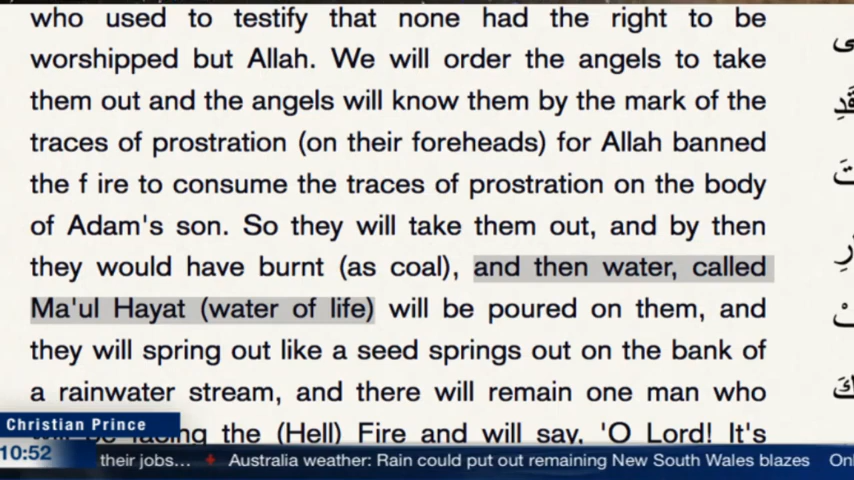 who used to testify that none had the right to be
worshipped but Allah. We will order the angels to take
them out and the angels will know them by the mark of the
traces of prostration (on their foreheads) for Allah banned
the f ire to consume the traces of prostration on the body
of Adam's son. So they will take them out, and by then
they would have burnt (as coal), and then water, called
Ma'ul Hayat (water of life) will be poured on them, and
they will spring out like a seed springs out on the bank of
a rainwater stream, and there will remain one man who
will be facing the (Hell) Fire and will say, 'O Lord! It's
Christian Prince
10:52 their jobs... Australia weather: Rain could put out remaining New South Wales blazes